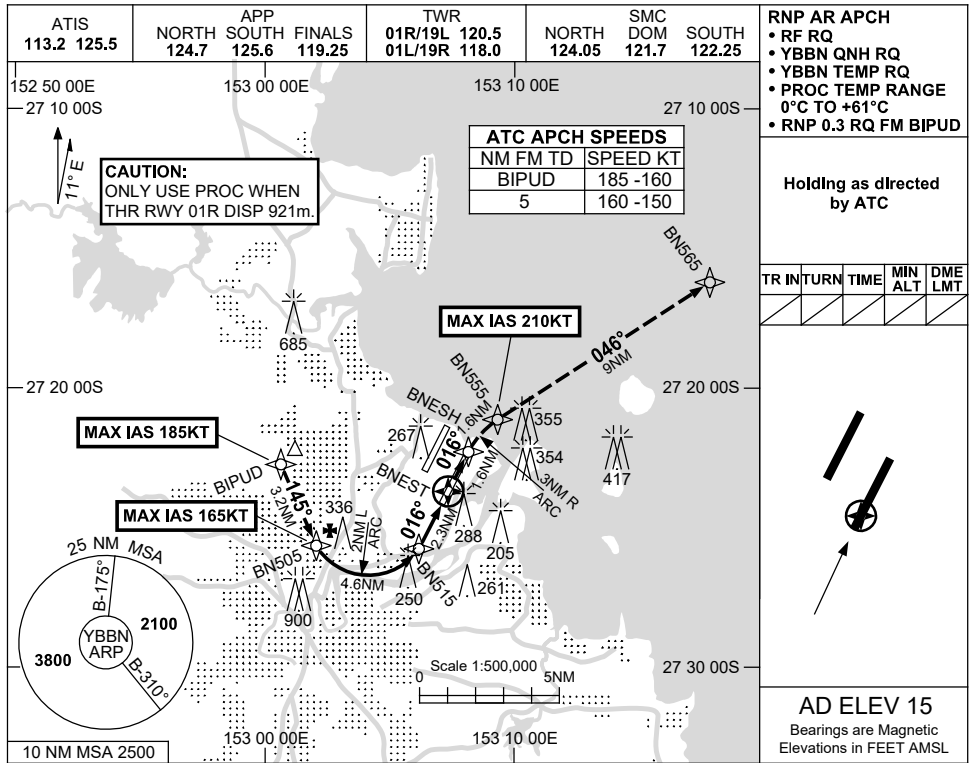 ATIS
113.2 125.5
APP
NORTH SOUTH FINALS
124.7 125.6 119.25
TWR
01R/19L 120.5
01L/19R 118.0
SMC
NORTH DOM SOUTH
124.05 121.7 122.25
RNP AR APCH
• RF RQ
• YBBN QNH RQ
• YBBN TEMP RQ
• PROC TEMP RANGE
0°C TO +61°C
• RNP 0.3 RQ FM BIPUD
Holding as directed
by ATC
TR IN TURN TIME MIN ALT DME LMT
152 50 00E 153 00 00E 153 10 00E
27 10 00S 27 10 00S
11° E
CAUTION:
ONLY USE PROC WHEN
THR RWY 01R DISP 921m.
ATC APCH SPEEDS
NM FM TD SPEED KT
BIPUD 185 -160
5 160 -150
BN565
685
MAX IAS 210KT
046°
9NM
27 20 00S 27 20 00S
BN555
BNESH
1.6NM
355
267
016°
354
417
MAX IAS 185KT
BNEST
1.6NM
3NM R
ARC
BIPUD
145°
3.2NM
MAX IAS 165KT
336
2NM L
ARC
016°
2.3NM
288
205
BN505
4.6NM
BN515
250
261
900
25 NM MSA
B-175°
YBBN
ARP
2100
3800
B-310°
10 NM MSA 2500
Scale 1:500,000
0 5NM
27 30 00S
153 00 00E 153 10 00E
AD ELEV 15
Bearings are Magnetic
Elevations in FEET AMSL